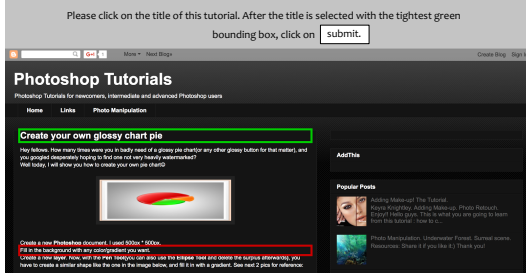 Please click on the title of this tutorial. After the title is selected with the tightest green
bounding box, click on submit.
G+1 1 More Next Blog» Create Blog Sign
Photoshop Tutorials
Photoshop Tutorials for newcomers, intermediate and advanced Photoshop users
Home Links Photo Manipulation
Create your own glossy chart pie
Hey fellows. How many times were you in badly need of a glossy pie chart(or any other glossy button for that matter), and
you googled desperately hoping to find one not very heavily watermarked?
Well today, I will show you how to create your own pie chart☺
Create a new Photoshop document, I used 500px * 500px.
Fill in the background with any color/gradient you want.
Create a new layer. Now, with the Pen Tool(you can also use the Ellipse Tool and delete the surplus afterwards), you
have to create a similar shape like the one in the image below, and fill it in with a gradient. See next 2 pics for reference:
AddThis
Popular Posts
Adding Make-up! The Tutorial.
Keyra Knightley. Adding Make-up. Photo Retouch.
Enjoy!! Hello guys. This is what you are going to learn
from this tutorial : how to c...
Photo Manipulation. Underwater Forest. Surreal scene.
Resources: Share it if you like it:) Thank you!